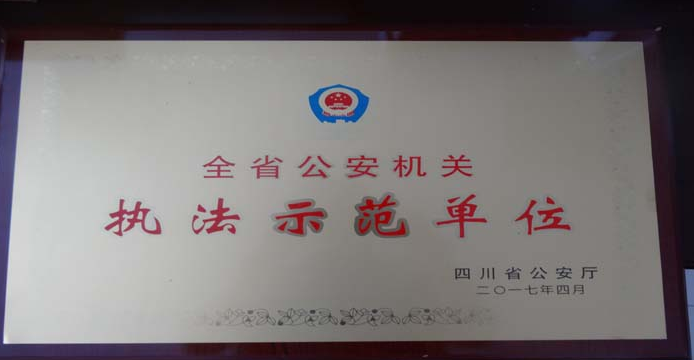 全省公安机关
执法示范单位
四川省公安厅
二〇一七年四月